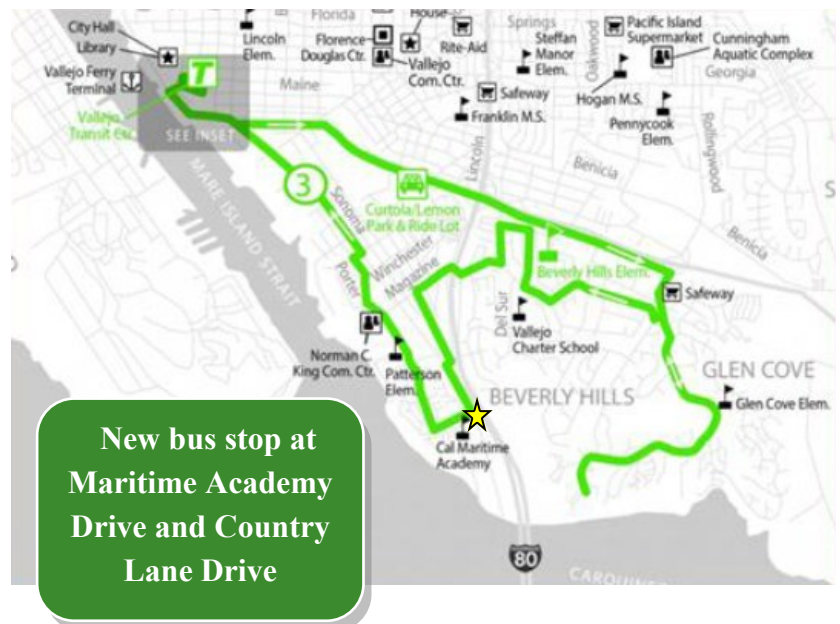 Florida
House
City Hall
Library
Vallejo Ferry
Terminal
Vallejo
Transit Ctr.
T
SEE INSET
Lincoln
Elem.
Florence
Douglas Ctr.
Vallejo
Com. Ctr.
Rite-Aid
Springs
Steffan
Manor
Elem.
Oakwood
Pacific Island
Supermarket
Cunningham
Aquatic Complex
Georgia
Hogan M.S.
Pennycook
Elem.
Rollingwood
Maine
Safeway
Franklin M.S.
Lincoln
Benicia
Benicia
MARE ISLAND STRAIT
3
Sonoma
Curtola/Lemon
Park & Ride Lot
Porter
Winchester
Magazine
Beverly Hills Elem.
Safeway
Del Sur
Vallejo
Charter School
Norman C.
King Com. Ctr.
Patterson
Elem.
BEVERLY HILLS
GLEN COVE
Glen Cove Elem.
Cal Maritime
Academy
80
New bus stop at
Maritime Academy
Drive and Country
Lane Drive